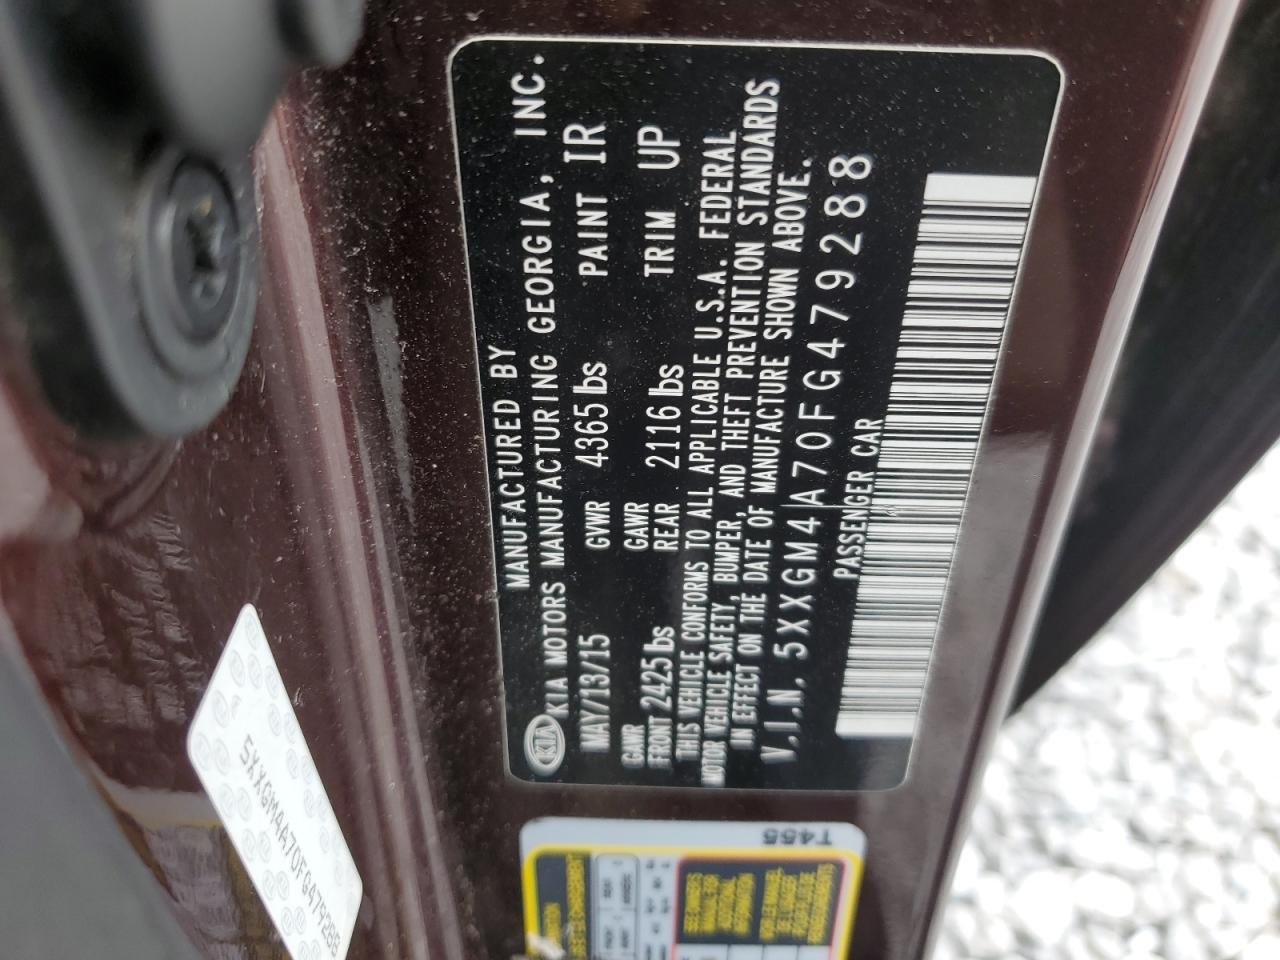 MANUFACTURED BY
KIA KIA MOTORS MANUFACTURING GEORGIA, INC.
MAY/13/15 GVWR 4365 lbs PAINT IR
GAWR GAWR
FRONT 2425 lbs REAR 2116 lbs TRIM UP
THIS VEHICLE CONFORMS TO ALL APPLICABLE U.S.A. FEDERAL
MOTOR VEHICLE SAFETY, BUMPER, AND THEFT PREVENTION STANDARDS
IN EFFECT ON THE DATE OF MANUFACTURE SHOWN ABOVE.
V.I.N. 5XXGM4A70FG479288
PASSENGER CAR
5XXGM4A70FG479288
T455